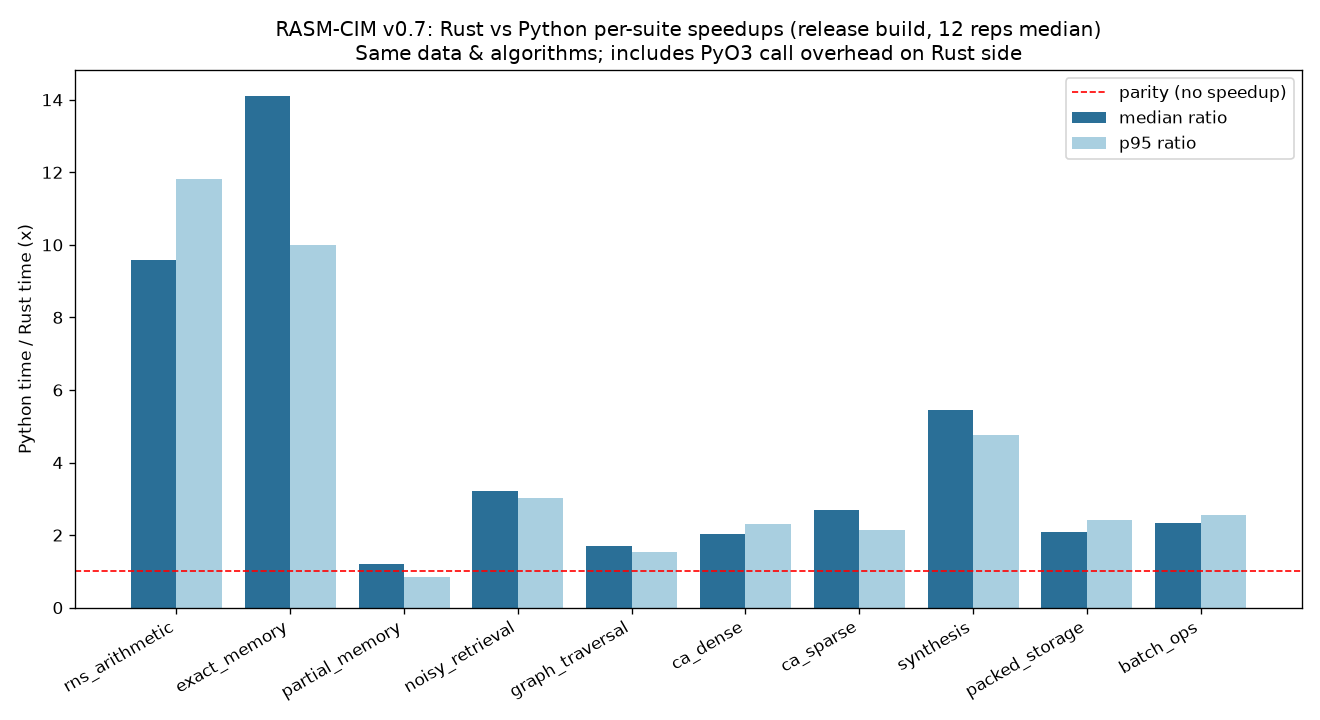 RASM-CIM v0.7: Rust vs Python per-suite speedups (release build, 12 reps median)
Same data & algorithms; includes PyO3 call overhead on Rust side
parity (no speedup)
median ratio
p95 ratio
Python time / Rust time (x)
14
12
10
8
6
4
2
0
rns_arithmetic
exact_memory
partial_memory
noisy_retrieval
graph_traversal
ca_dense
ca_sparse
synthesis
packed_storage
batch_ops